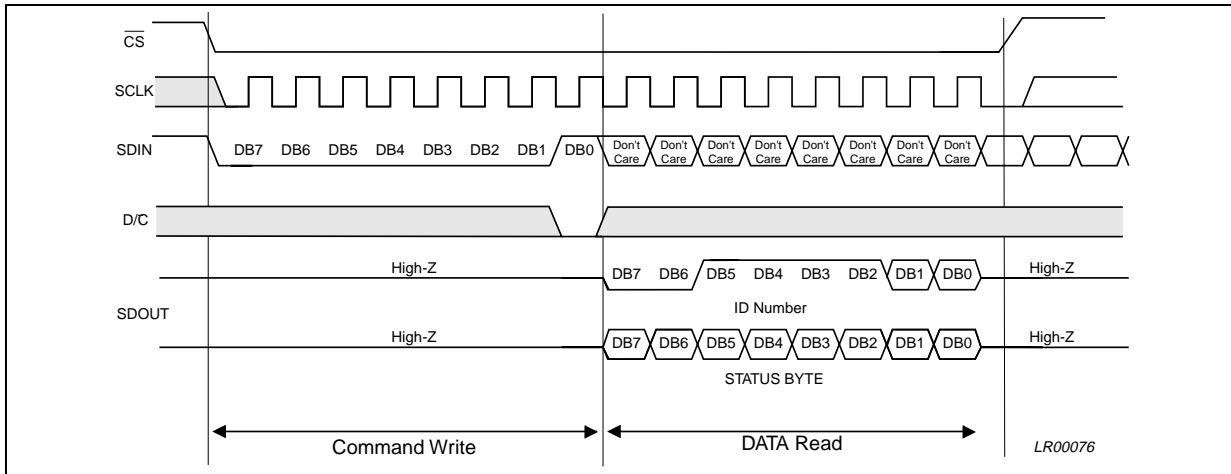 CS
SCLK
SDIN DB7 DB6 DB5 DB4 DB3 DB2 DB1 DB0 Don't Care Don't Care Don't Care Don't Care Don't Care Don't Care Don't Care Don't Care
D/C
High-Z DB7 DB6 DB5 DB4 DB3 DB2 DB1 DB0 High-Z
ID Number
SDOUT
High-Z DB7 DB6 DB5 DB4 DB3 DB2 DB1 DB0 High-Z
STATUS BYTE
Command Write DATA Read LR00076